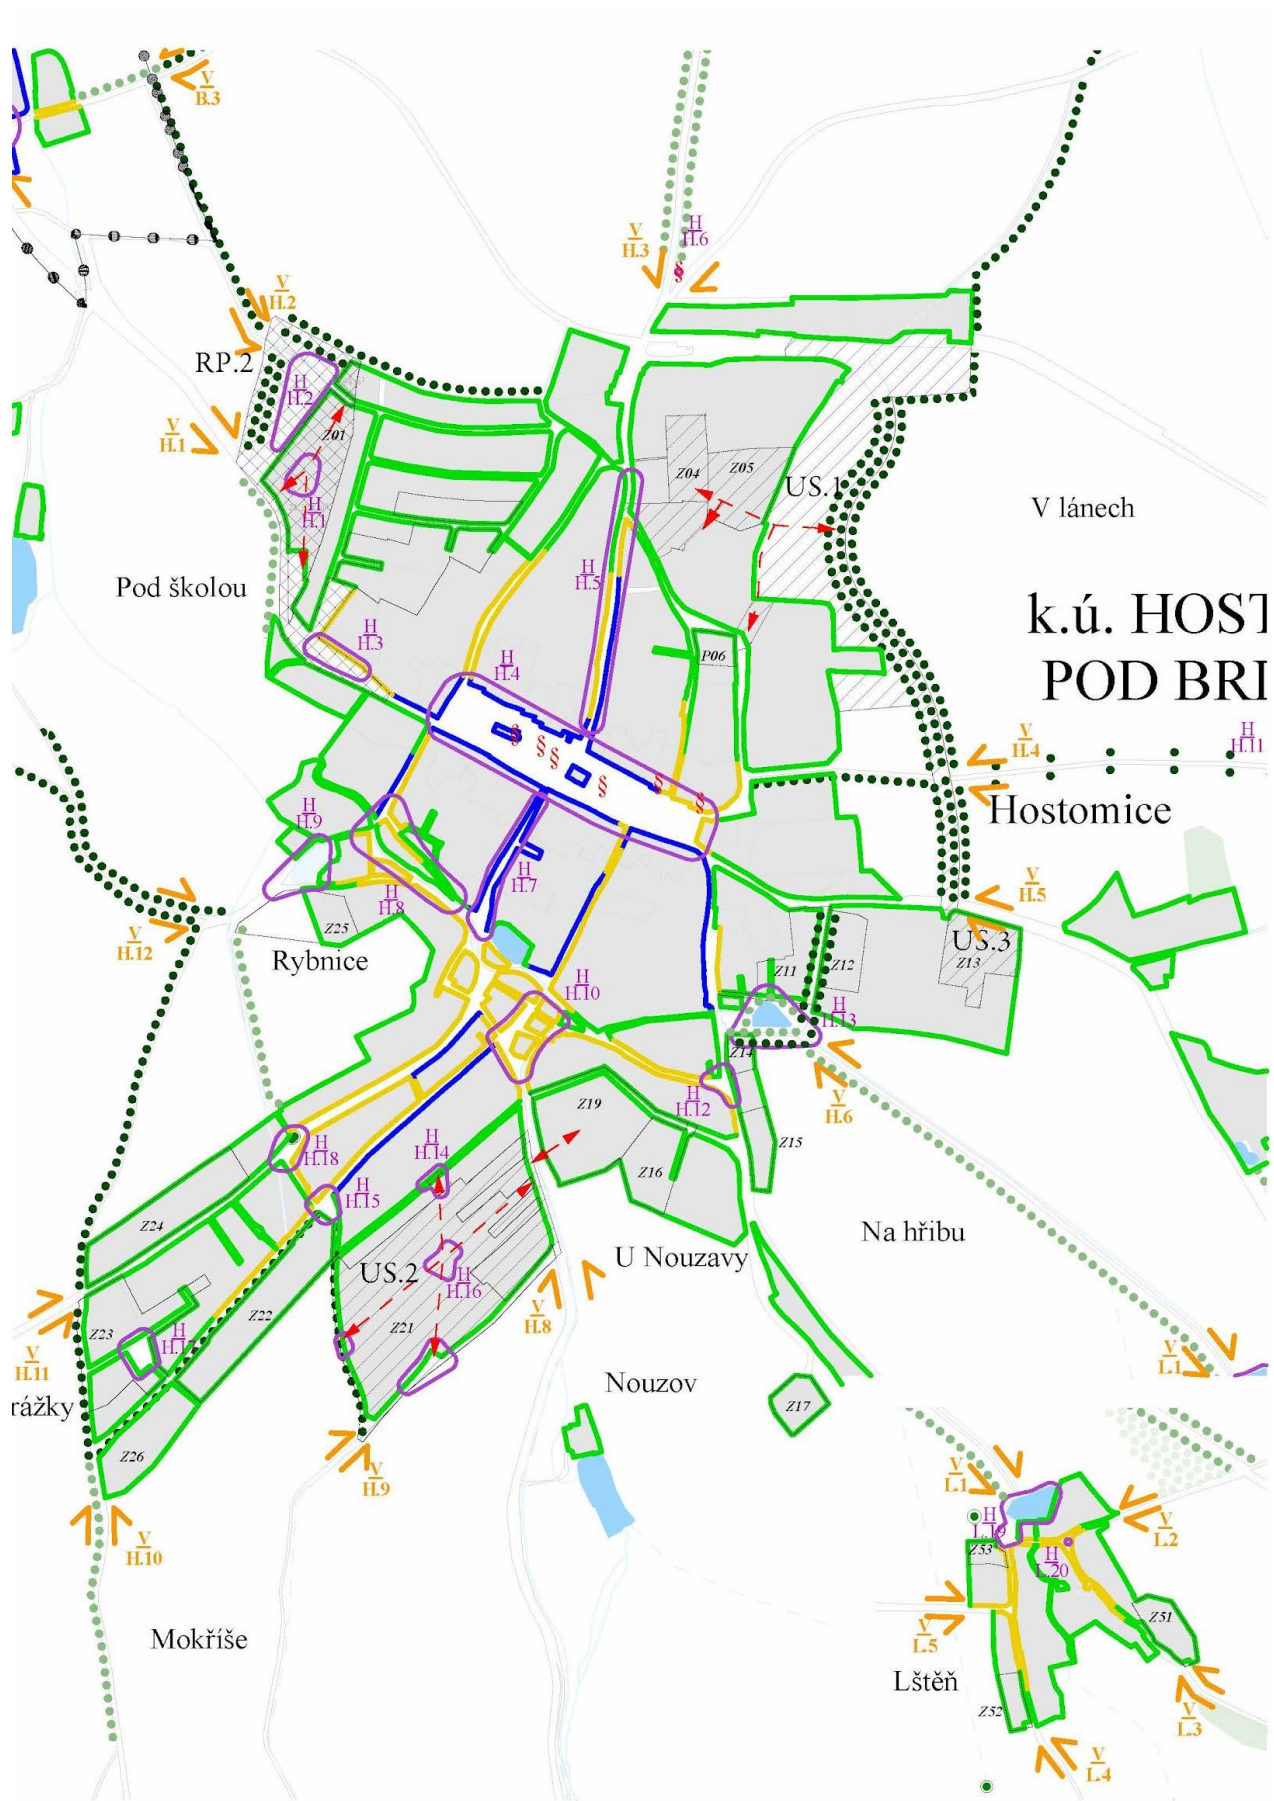 V
B.3
V
H.3
H
H.6
§
V
H.2
RP.2
H
H.2
V
H.1
Z01
H
H.1
Z04
Z05
US.1
V lánech
Pod školou
H
H.5
k.ú. HOST
POD BRI
H
H.3
H
H.4
P06
§
§
§
§
§
§
V
H.4
H
H.11
Hostomice
H
H.9
H
H.7
H
H.8
V
H.5
V
H.12
Z25
Rybnice
US.3
Z11
Z12
Z13
H
H.10
H
H.13
Z14
V
H.6
Z19
H
H.12
H
H.18
H
H.14
Z16
Z15
H
H.15
Z24
Na hřibu
U Nouzavy
US.2
H
H.16
V
H.8
Z22
Z21
Z23
H
H.17
V
H.11
V
L.1
Nouzov
rážky
Z17
Z26
V
H.9
V
L.1
H
L.19
V
L.2
V
H.10
Z53
H
L.20
Z51
V
L.5
Mokříše
Lštěň
Z52
V
L.3
V
L.4